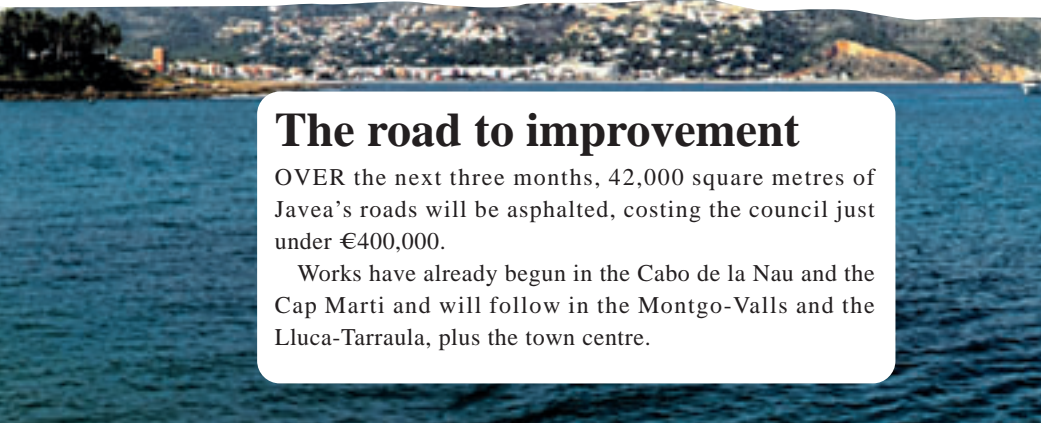 The road to improvement
OVER the next three months, 42,000 square metres of
Javea's roads will be asphalted, costing the council just
under €400,000.
Works have already begun in the Cabo de la Nau and the
Cap Marti and will follow in the Montgo-Valls and the
Lluca-Tarraula, plus the town centre.